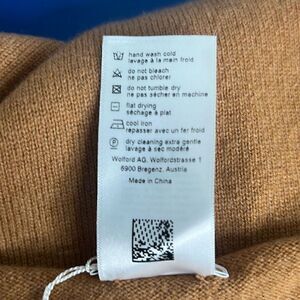 hand wash cold
lavage à la main froid
do not bleach
ne pas chlorer
do not tumble dry
ne pas sécher en machine
flat drying
séchage à plat
cool iron
repasser avec un fer froid
P
dry cleaning extra gentle
lavage à sec modéré
Wolford AG, Wolfordstrasse 1
6900 Bregenz, Austria
Made in China